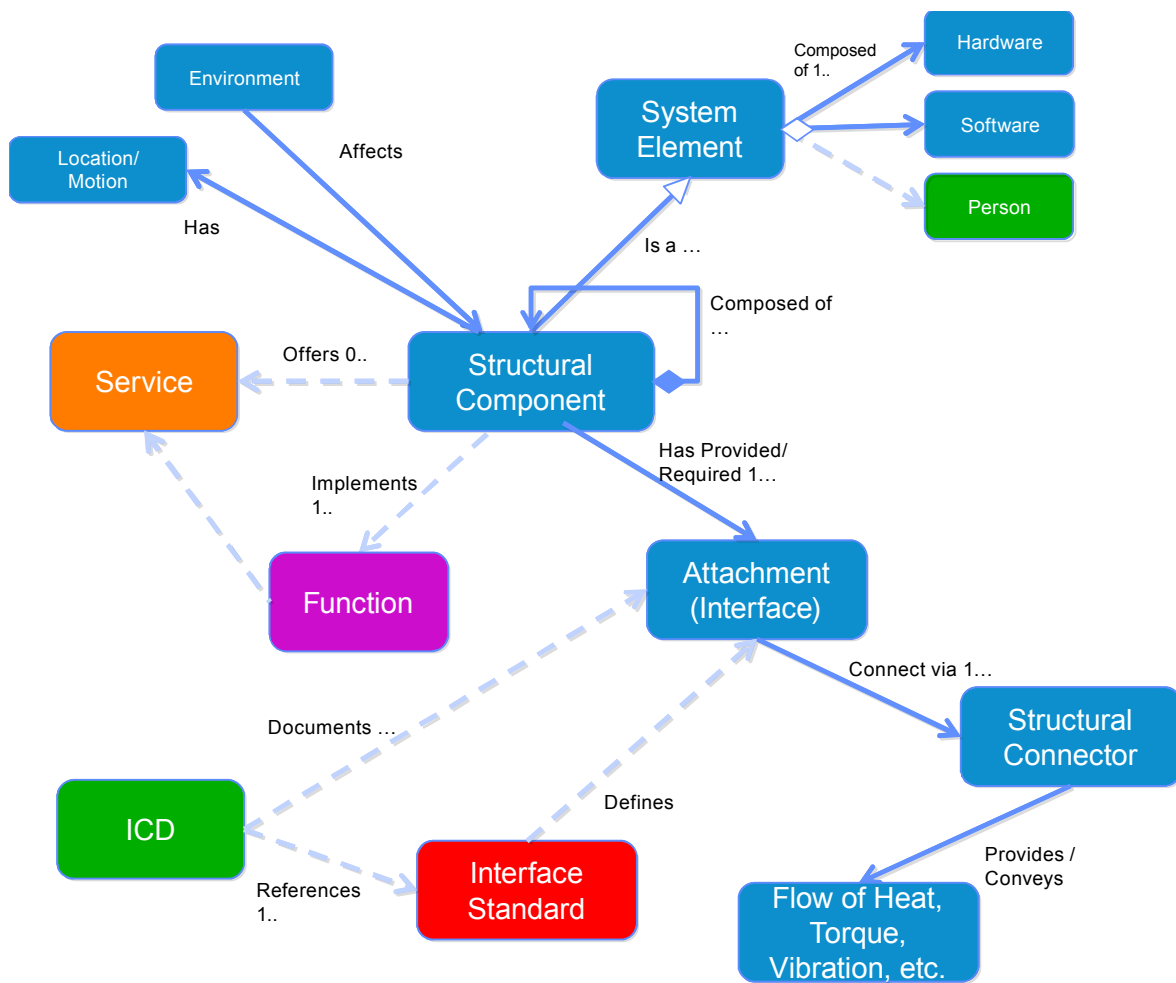 Environment
Location/
Motion
Affects
Has
System
Element
Composed
of 1..
Hardware
Software
Person
Is a …
Composed of
…
Structural
Component
Offers 0..
Service
Implements
1..
Function
Has Provided/
Required 1…
Attachment
(Interface)
Connect via 1…
Structural
Connector
Documents …
Defines
ICD
References
1..
Interface
Standard
Provides /
Conveys
Flow of Heat,
Torque,
Vibration, etc.